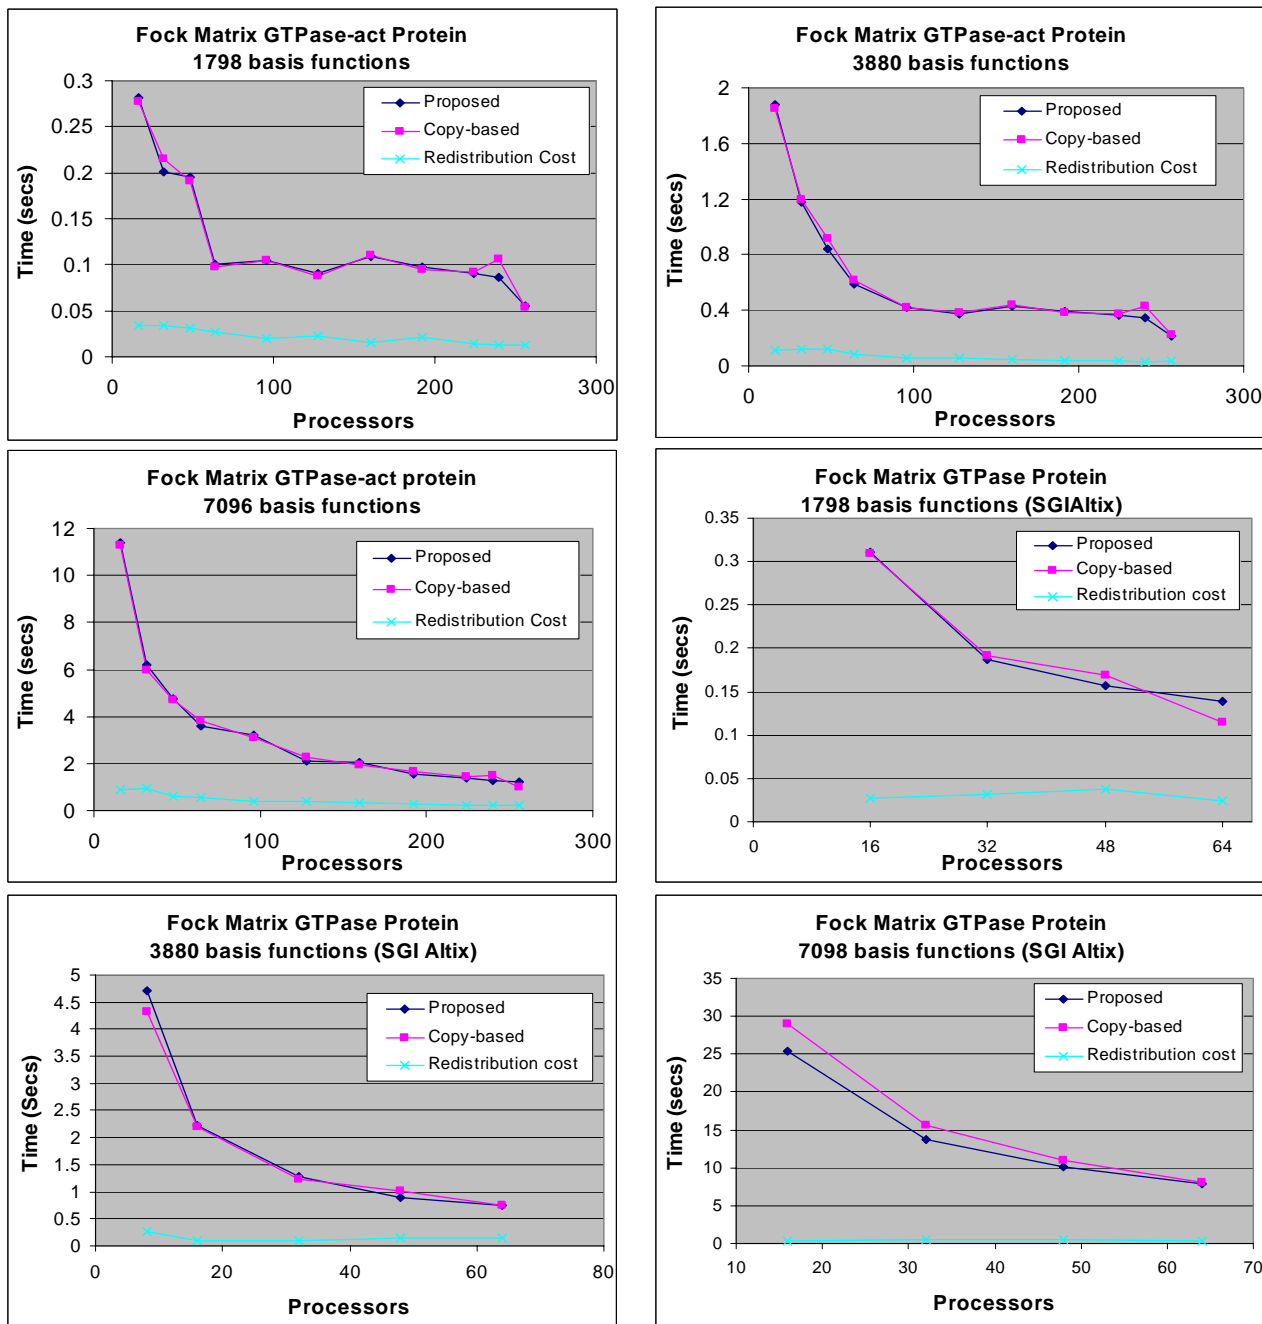 Fock Matrix GTPase-act Protein
1798 basis functions
0.3
0.25
0.2
0.15
0.1
0.05
0
Time (secs)
Proposed
Copy-based
Redistribution Cost
0 100 200 300
Processors
Fock Matrix GTPase-act Protein
3880 basis functions
2
1.6
1.2
0.8
0.4
0
Time (secs)
Proposed
Copy-based
Redistribution Cost
0 100 200 300
Processors
Fock Matrix GTPase-act protein
7096 basis functions
12
10
8
6
4
2
0
Time (secs)
Proposed
Copy-based
Redistribution Cost
0 100 200 300
Processors
Fock Matrix GTPase Protein
1798 basis functions (SGIAltix)
0.35
0.3
0.25
0.2
0.15
0.1
0.05
0
Time (secs)
Proposed
Copy-based
Redistribution cost
0 16 32 48 64
Processors
Fock Matrix GTPase Protein
3880 basis functions (SGI Altix)
5
4.5
4
3.5
3
2.5
2
1.5
1
0.5
0
Time (Secs)
Proposed
Copy-based
Redistribution cost
0 20 40 60 80
Processors
Fock Matrix GTPase Protein
7098 basis functions (SGI Altix)
35
30
25
20
15
10
5
0
Time (secs)
Proposed
Copy-based
Redistribution cost
10 20 30 40 50 60 70
Processors